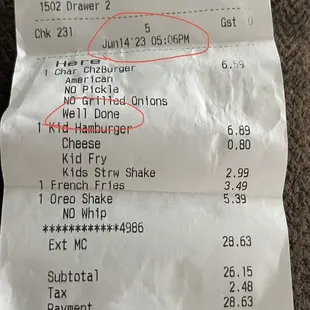 1502 Drawer 2
Chk 231 5 Gst 0
Jun14'23 05:06PM
Here
1 Char ChzBurger 6.59
American
NO Pickle
NO Grilled Onions
Well Done
1 Kid Hamburger 6.89
Cheese 0.80
Kid Fry
Kids Strw Shake 2.99
1 French Fries 3.49
1 Oreo Shake 5.39
NO Whip
************4986
Ext MC 28.63
Subtotal 26.15
Tax 2.48
Payment 28.63